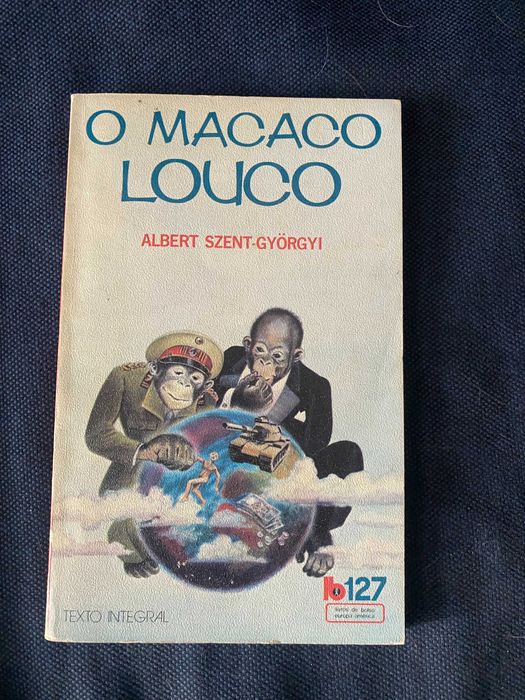 O MACACO
LOUCO
ALBERT SZENT-GYÖRGYI
lb127
livros de bolso
europa-américa
TEXTO INTEGRAL